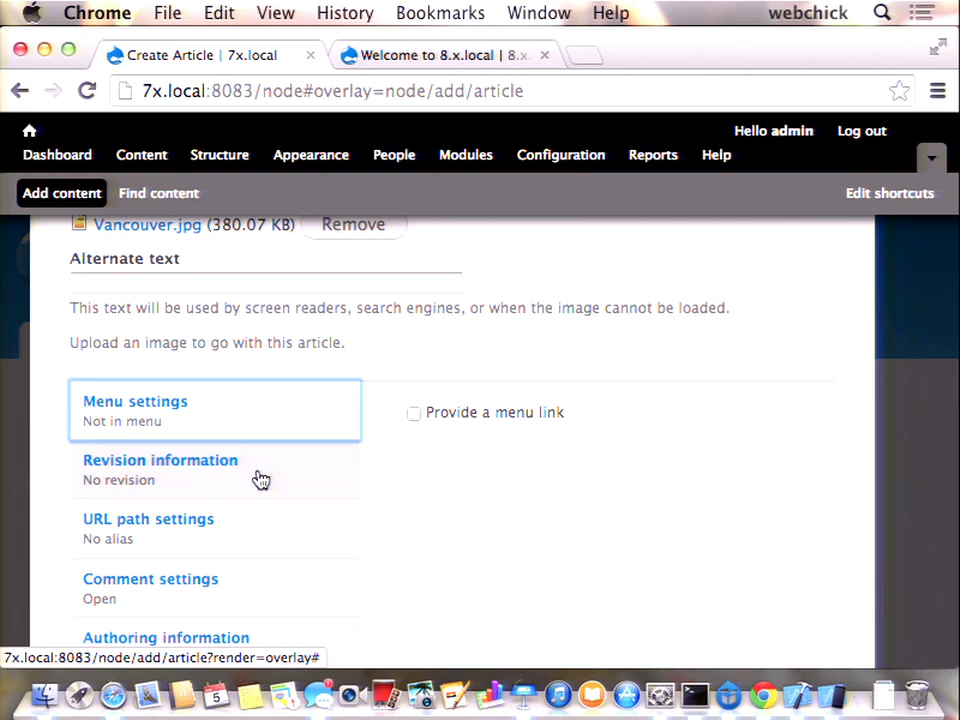 Chrome File Edit View History Bookmarks Window Help webchick
Create Article | 7x.local
Welcome to 8.x.local | 8.x.
7x.local:8083/node#overlay=node/add/article
Hello admin Log out
Dashboard Content Structure Appearance People Modules Configuration Reports Help
Add content Find content Edit shortcuts
Vancouver.jpg (380.07 KB) Remove
Alternate text
This text will be used by screen readers, search engines, or when the image cannot be loaded.
Upload an image to go with this article.
Menu settings
Not in menu
Provide a menu link
Revision information
No revision
URL path settings
No alias
Comment settings
Open
Authoring information
7x.local:8083/node/add/article?render=overlay#
5